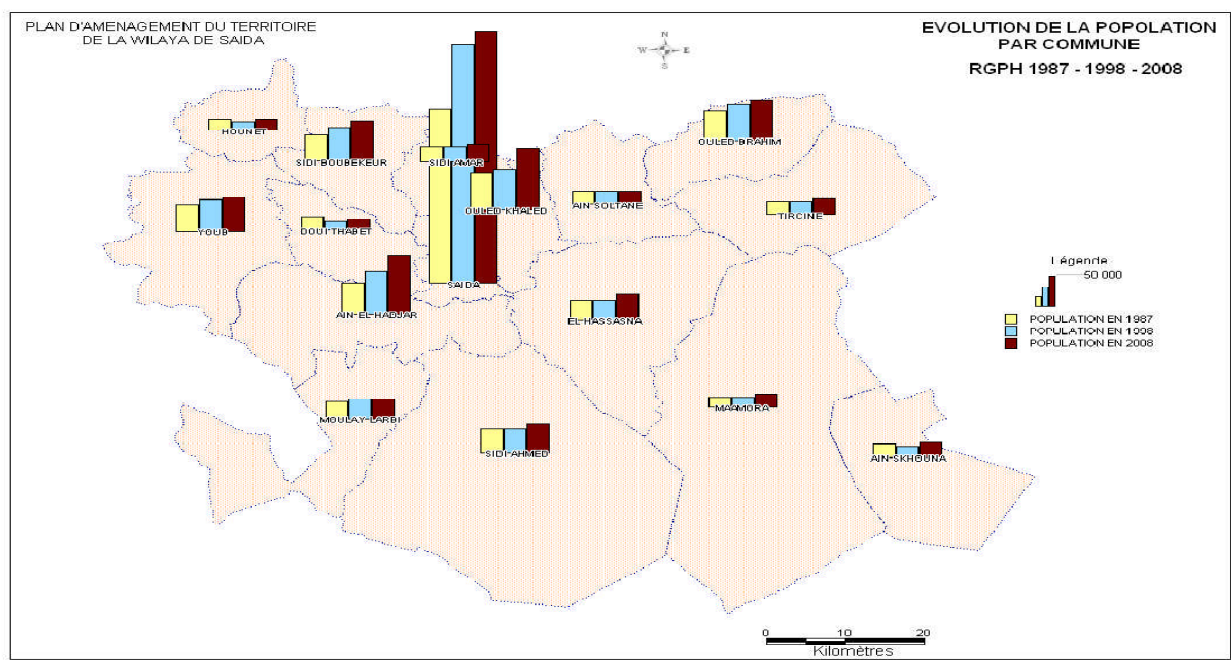 PLAN D'AMENAGEMENT DU TERRITOIRE
DE LA WILAYA DE SAIDA
EVOLUTION DE LA POPOLATION
PAR COMMUNE
RGPH 1987 - 1998 - 2008
N
W E
S
HOUNET
SIDI BOUBEKEUR
SIDI AMAR
OULED BRAHIM
YOUB
DOUI THABET
OULED KHALED
AIN SOLTANE
TIRCINE
SAIDA
AIN EL HADJAR
EL HASSASNA
MOULAY LARBI
SIDI AHMED
MAAMORA
AIN SKHOUNA
Légende
50 000
POPULATION EN 1987
POPULATION EN 1998
POPULATION EN 2008
0 10 20
Kilomètres